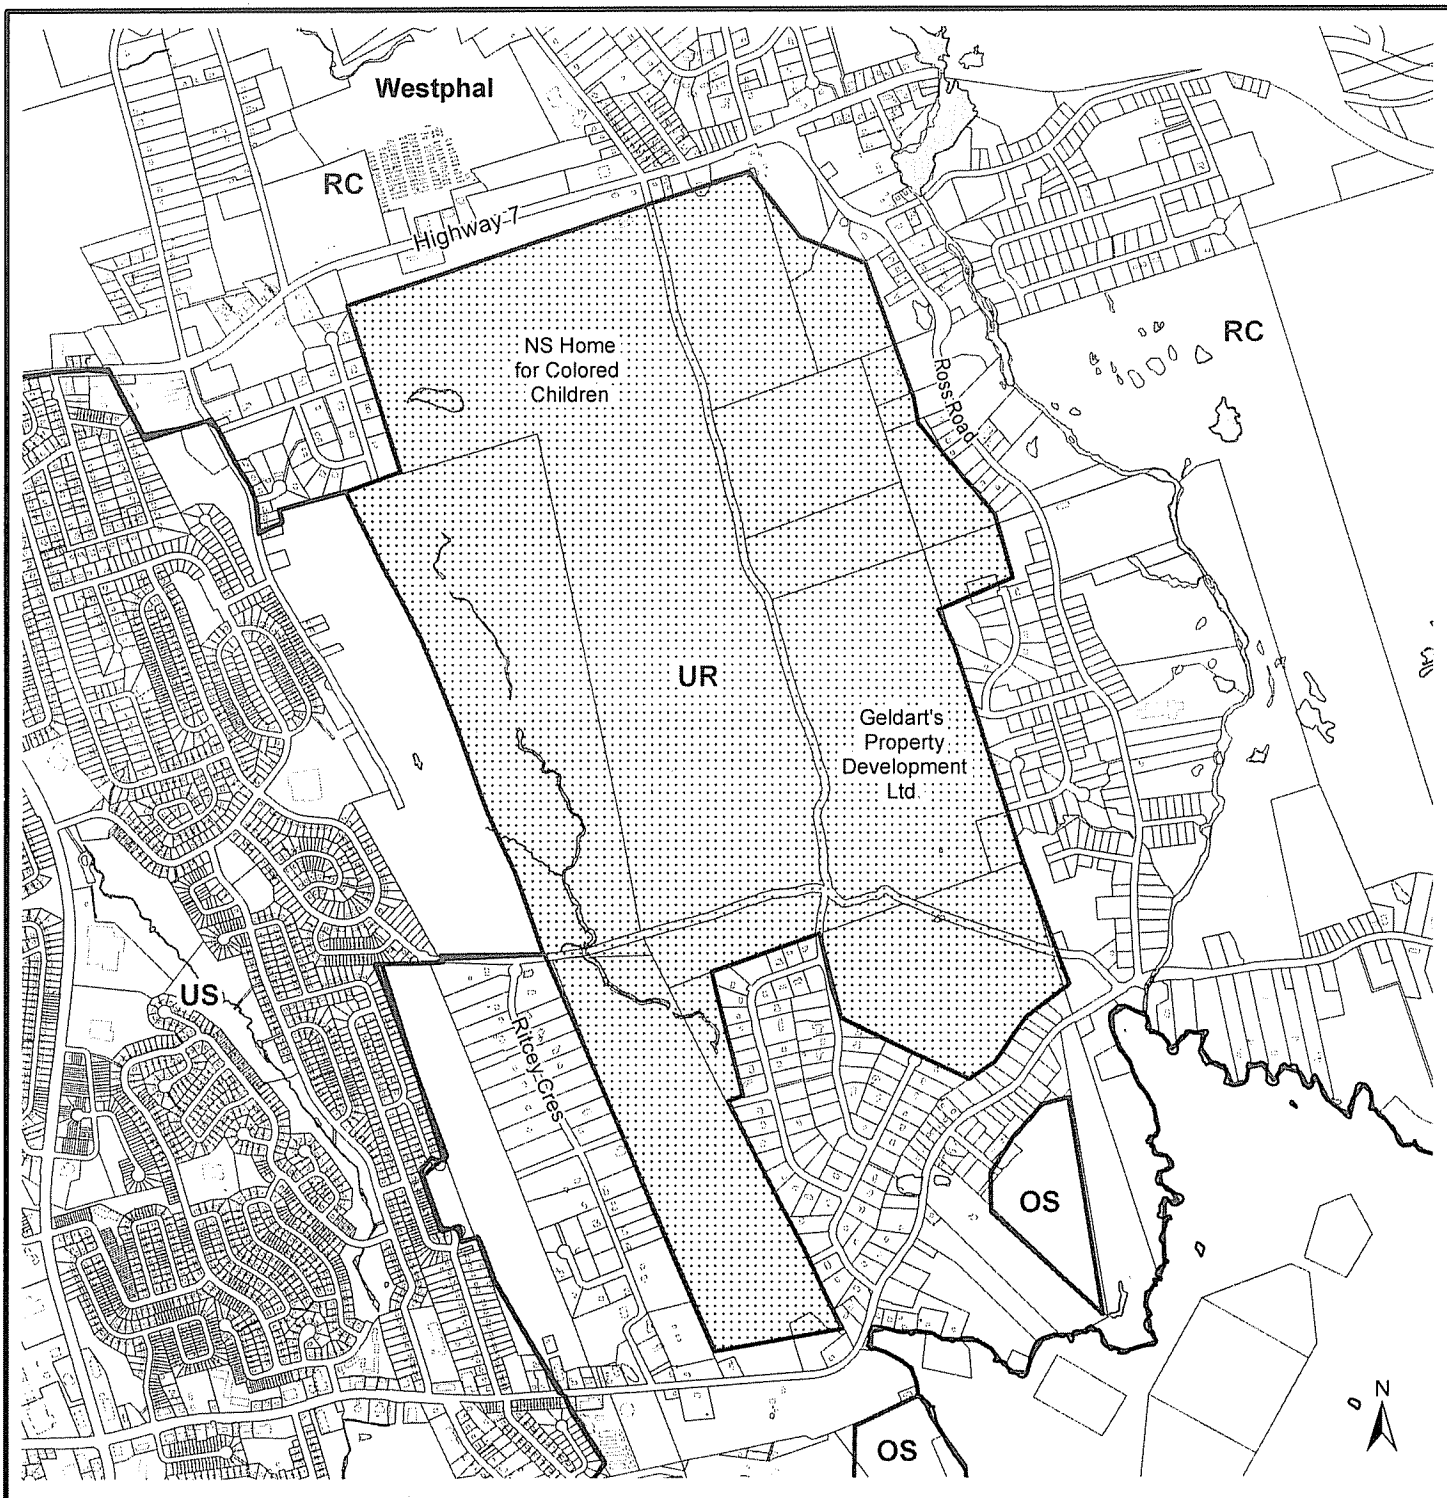 Westphal
RC
Highway 7
NS Home
for Colored
Children
RC
Ross Road
UR
Geldart's
Property
Development
Ltd
US
Ritcey Cres
OS
N
OS